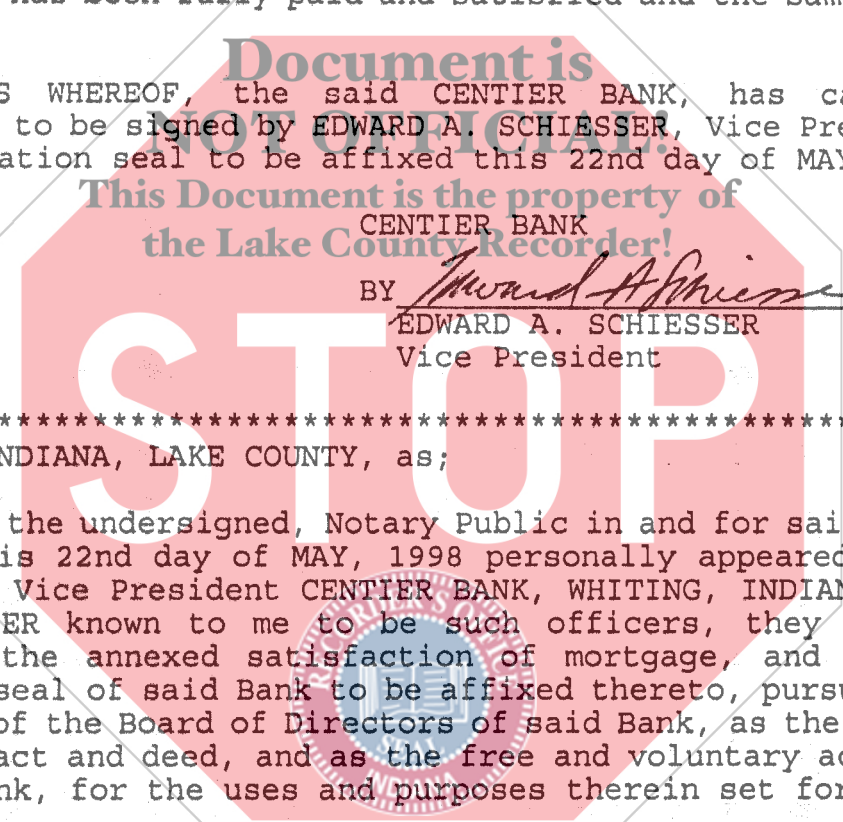 has been fully paid and satisfied and the sam
Document is
S WHEREOF, the said CENTIER BANK, has ca
to be signed by EDWARD A. SCHIESSER, Vice Pre
NOT OFFICIAL!
ation seal to be affixed this 22nd day of MAY
This Document is the property of
CENTIER BANK
the Lake County Recorder!
BY Edward A Schiesse
EDWARD A. SCHIESSER
Vice President
STOP
*****************************************************
NDIANA, LAKE COUNTY, as;
the undersigned, Notary Public in and for sai
is 22nd day of MAY, 1998 personally appeared
Vice President CENTIER BANK, WHITING, INDIAN
ER known to me to be such officers, they
the annexed satisfaction of mortgage, and
seal of said Bank to be affixed thereto, pursu
of the Board of Directors of said Bank, as the
act and deed, and as the free and voluntary ac
nk, for the uses and purposes therein set for
RECORDER'S OFFICE
SEAL
INDIANA